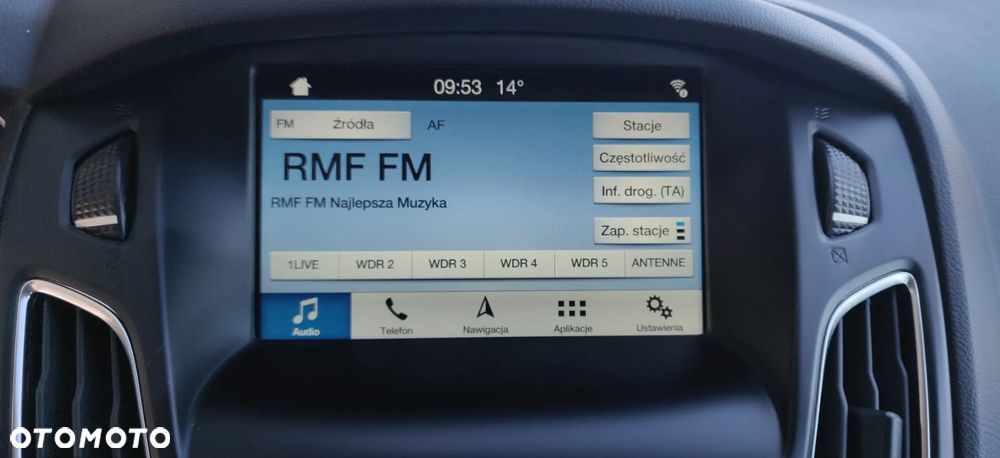 09:53 14°
FM Źródła AF Stacje
Częstotliwość
RMF FM
Inf. drog. (TA)
RMF FM Najlepsza Muzyka
Zap. stacje
1LIVE WDR 2 WDR 3 WDR 4 WDR 5 ANTENNE
Audio Telefon Nawigacja Aplikacje Ustawienia
OTOMOTO